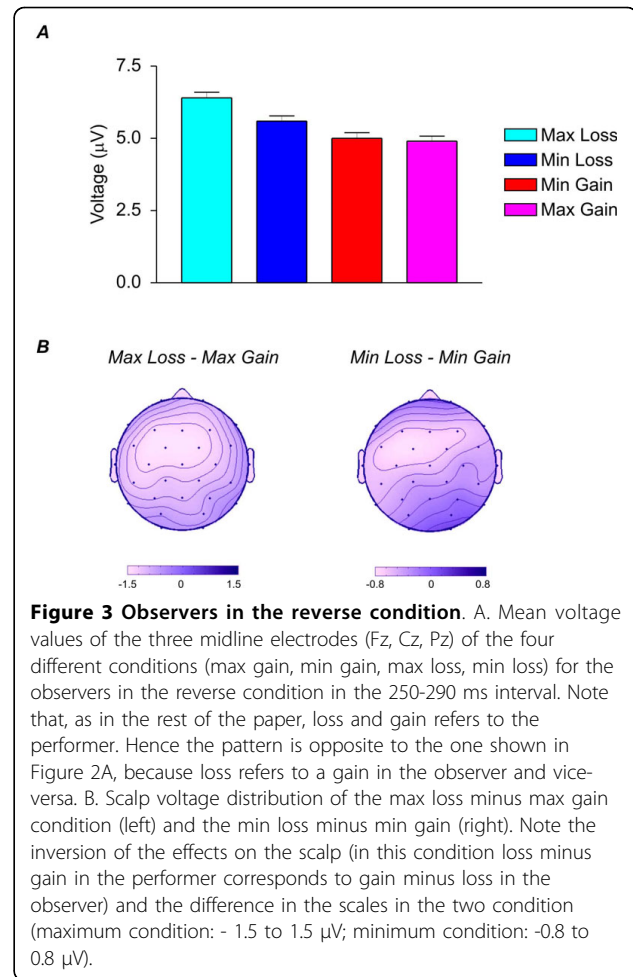 A
7.5
5.0
2.5
0.0
Voltage (µV)
Max Loss
Min Loss
Min Gain
Max Gain
B
Max Loss - Max Gain
Min Loss - Min Gain
-1.5 0 1.5
-0.8 0 0.8
Figure 3 Observers in the reverse condition. A. Mean voltage
values of the three midline electrodes (Fz, Cz, Pz) of the four
different conditions (max gain, min gain, max loss, min loss) for the
observers in the reverse condition in the 250-290 ms interval. Note
that, as in the rest of the paper, loss and gain refers to the
performer. Hence the pattern is opposite to the one shown in
Figure 2A, because loss refers to a gain in the observer and vice-
versa. B. Scalp voltage distribution of the max loss minus max gain
condition (left) and the min loss minus min gain (right). Note the
inversion of the effects on the scalp (in this condition loss minus
gain in the performer corresponds to gain minus loss in the
observer) and the difference in the scales in the two condition
(maximum condition: - 1.5 to 1.5 µV; minimum condition: -0.8 to
0.8 µV).